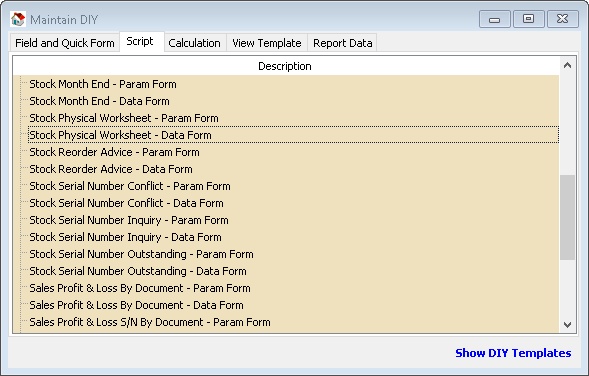 Maintain DIY
Field and Quick Form Script Calculation View Template Report Data
Description
Stock Month End - Param Form
Stock Month End - Data Form
Stock Physical Worksheet - Param Form
Stock Physical Worksheet - Data Form
Stock Reorder Advice - Param Form
Stock Reorder Advice - Data Form
Stock Serial Number Conflict - Param Form
Stock Serial Number Conflict - Data Form
Stock Serial Number Inquiry - Param Form
Stock Serial Number Inquiry - Data Form
Stock Serial Number Outstanding - Param Form
Stock Serial Number Outstanding - Data Form
Sales Profit & Loss By Document - Param Form
Sales Profit & Loss By Document - Data Form
Sales Profit & Loss S/N By Document - Param Form
Show DIY Templates